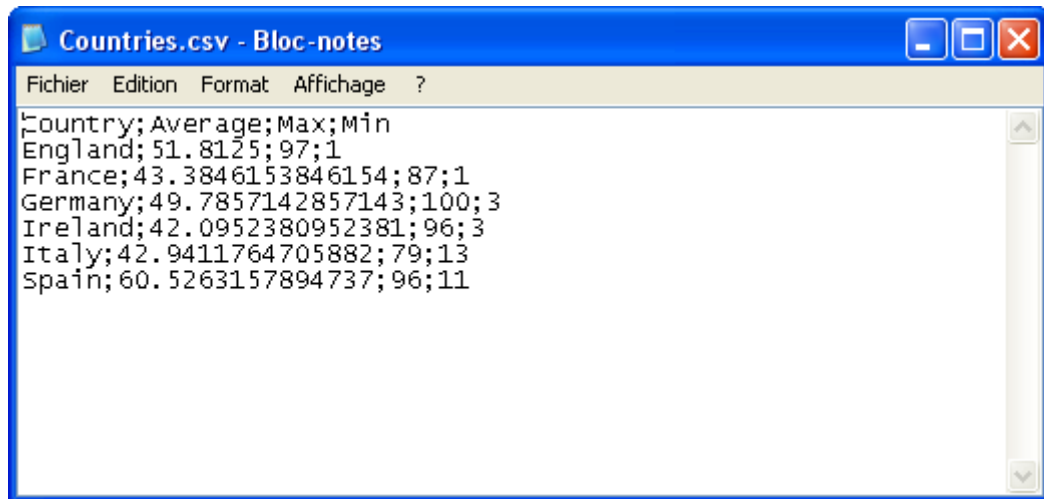 Countries.csv - Bloc-notes
Fichier Edition Format Affichage ?
Country;Average;Max;Min
England;51.8125;97;1
France;43.3846153846154;87;1
Germany;49.7857142857143;100;3
Ireland;42.0952380952381;96;3
Italy;42.9411764705882;79;13
Spain;60.5263157894737;96;11